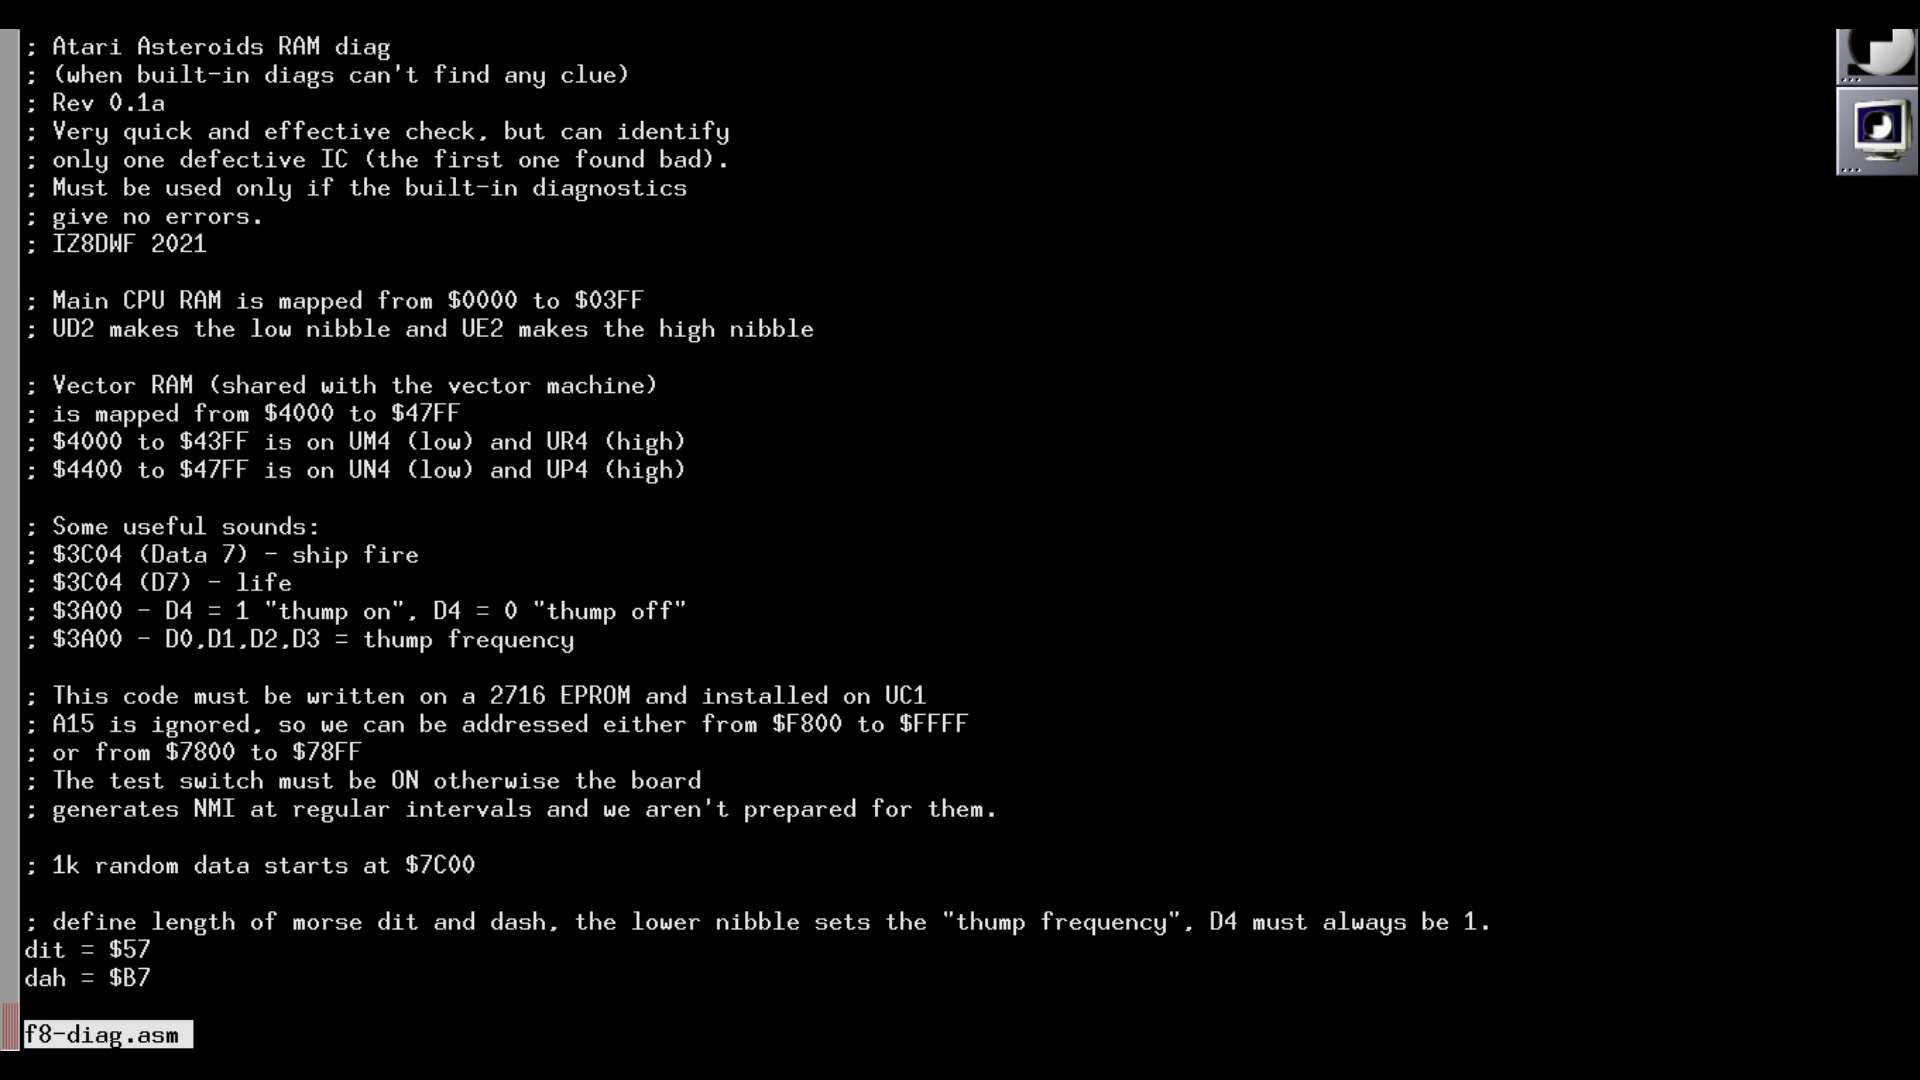 ; Atari Asteroids RAM diag
; (when built-in diags can't find any clue)
; Rev 0.1a
; Very quick and effective check, but can identify
; only one defective IC (the first one found bad).
; Must be used only if the built-in diagnostics
; give no errors.
; IZ8DWF 2021
; Main CPU RAM is mapped from $0000 to $03FF
; UD2 makes the low nibble and UE2 makes the high nibble
; Vector RAM (shared with the vector machine)
; is mapped from $4000 to $47FF
; $4000 to $43FF is on UM4 (low) and UR4 (high)
; $4400 to $47FF is on UN4 (low) and UP4 (high)
; Some useful sounds:
; $3C04 (Data 7) - ship fire
; $3C04 (D7) - life
; $3A00 - D4 = 1 "thump on", D4 = 0 "thump off"
; $3A00 - D0,D1,D2,D3 = thump frequency
; This code must be written on a 2716 EPROM and installed on UC1
; A15 is ignored, so we can be addressed either from $F800 to $FFFF
; or from $7800 to $78FF
; The test switch must be ON otherwise the board
; generates NMI at regular intervals and we aren't prepared for them.
; 1k random data starts at $7C00
; define length of morse dit and dash, the lower nibble sets the "thump frequency", D4 must always be 1.
dit = $57
dah = $B7
f8-diag.asm